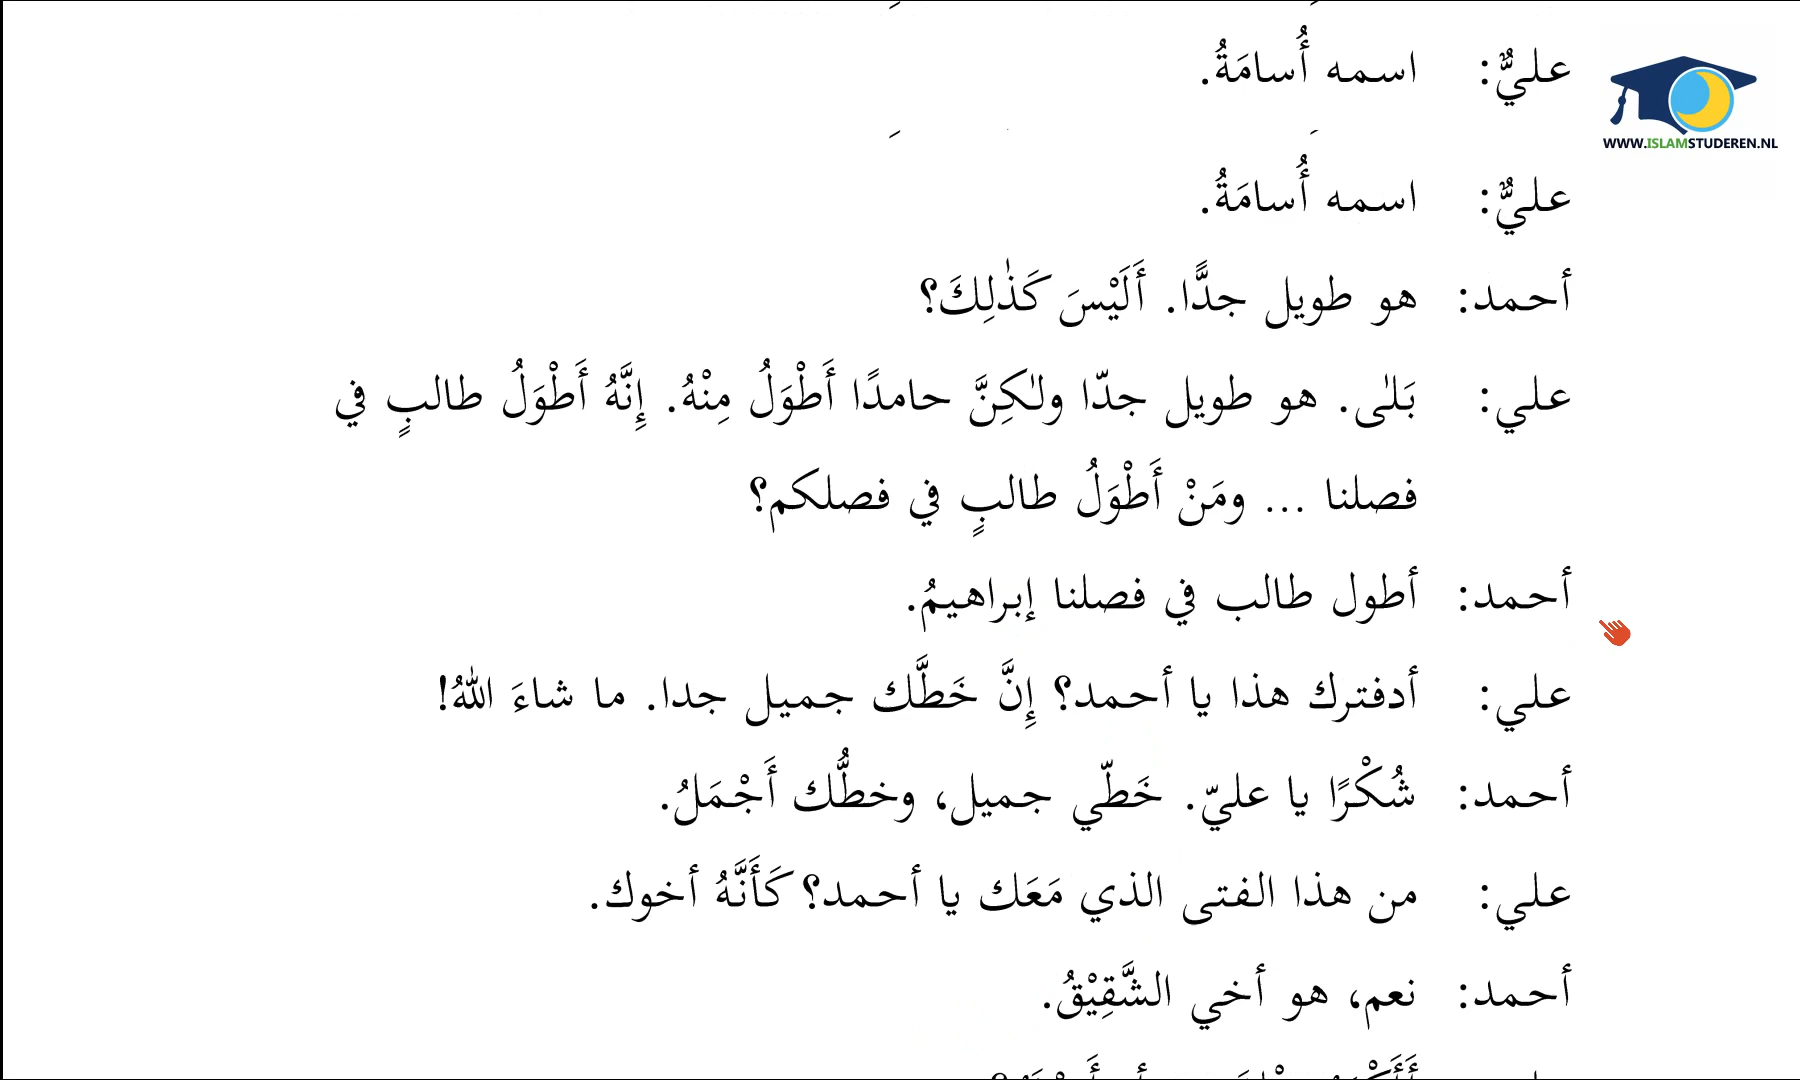 عليٌّ: اسمه أُسامَةُ.
WWW.ISLAMSTUDEREN.NL
عليٌّ: اسمه أُسامَةُ.
أحمد: هو طويل جدًّا. أَلَيْسَ كَذٰلِكَ؟
علي: بَلىٰ. هو طويل جدّا ولٰكِنَّ حامدًا أَطْوَلُ مِنْهُ. إِنَّهُ أَطْوَلُ طالبٍ في
فصلنا ... ومَنْ أَطْوَلُ طالبٍ في فصلكم؟
أحمد: أطول طالب في فصلنا إبراهيمُ.
علي: أدفترك هذا يا أحمد؟ إِنَّ خَطَّك جميل جدا. ما شاءَ اللهُ!
أحمد: شُكْرًا يا عليّ. خَطّي جميل، وخطُّك أَجْمَلُ.
علي: من هذا الفتى الذي مَعَك يا أحمد؟ كَأَنَّهُ أخوك.
أحمد: نعم، هو أخي الشَّقِيْقُ.